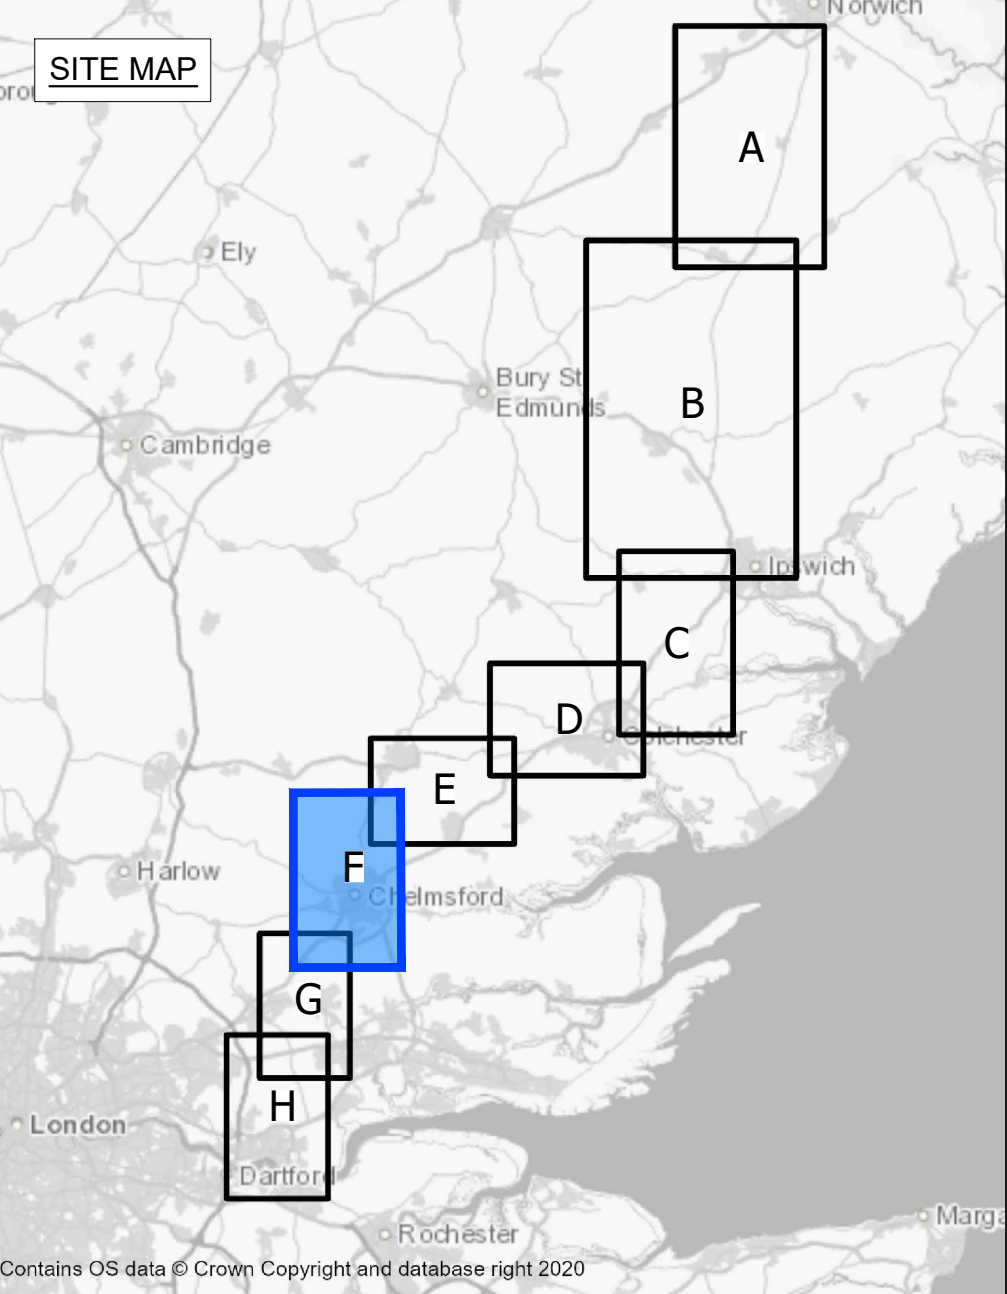 Norwich
SITE MAP
A
Ely
Bury St
Edmunds
B
Cambridge
Ipswich
C
D
Colchester
E
F
Harlow
Chelmsford
G
H
London
Dartford
Marga
Rochester
Contains OS data © Crown Copyright and database right 2020